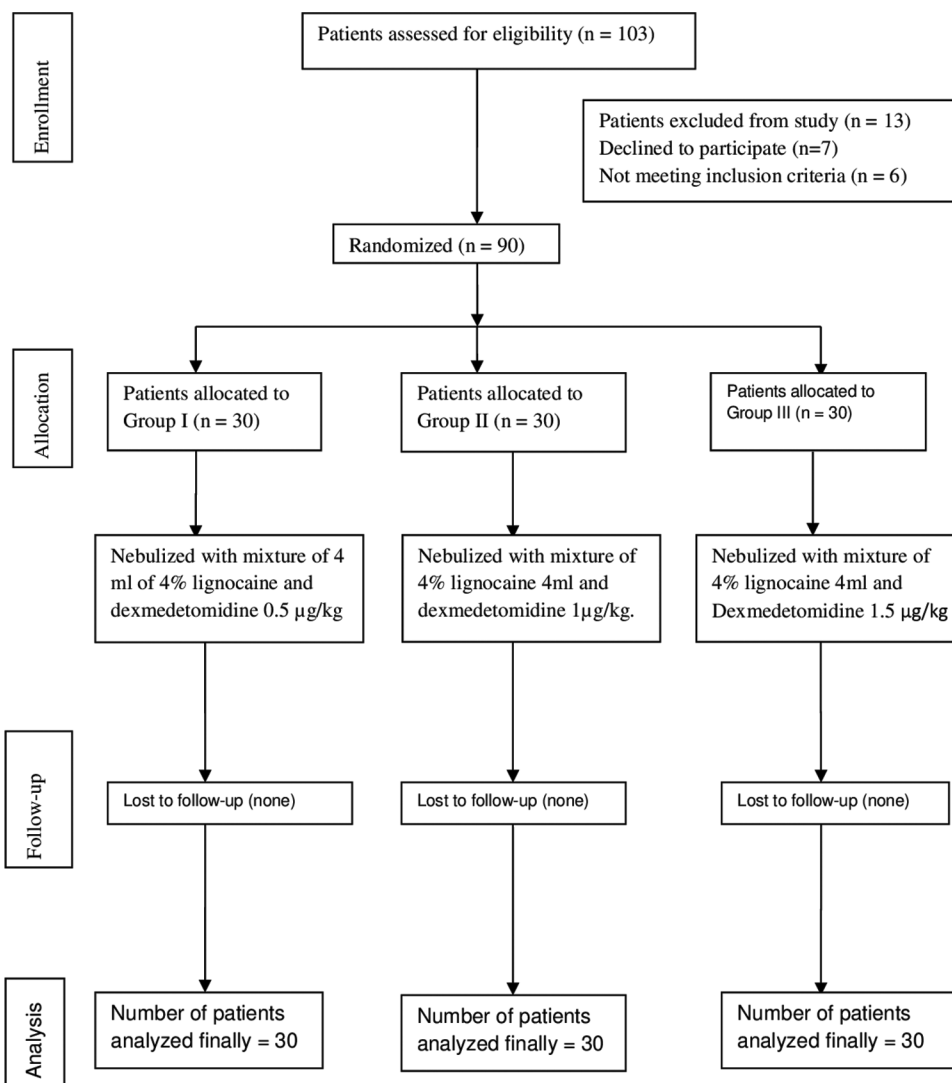 Enrollment
Patients assessed for eligibility (n = 103)
Patients excluded from study (n = 13)
Declined to participate (n=7)
Not meeting inclusion criteria (n = 6)
Randomized (n = 90)
Allocation
Patients allocated to
Group I (n = 30)
Patients allocated to
Group II (n = 30)
Patients allocated to
Group III (n = 30)
Nebulized with mixture of 4
ml of 4% lignocaine and
dexmedetomidine 0.5 µg/kg
Nebulized with mixture of
4% lignocaine 4ml and
dexmedetomidine 1µg/kg.
Nebulized with mixture of
4% lignocaine 4ml and
Dexmedetomidine 1.5 µg/kg
Follow-up
Lost to follow-up (none)
Lost to follow-up (none)
Lost to follow-up (none)
Analysis
Number of patients
analyzed finally = 30
Number of patients
analyzed finally = 30
Number of patients
analyzed finally = 30